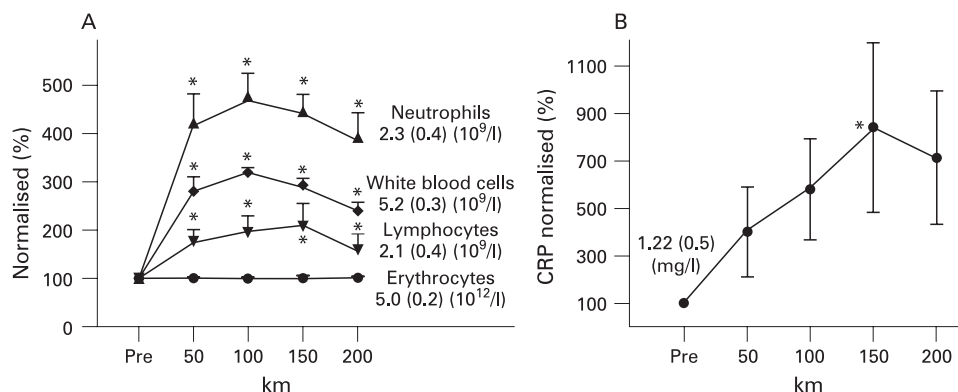 A
Normalised (%)
500
400
300
200
100
0
Pre
50
100
150
200
km
*
*
*
*
Neutrophils
2.3 (0.4) (10⁹/l)
*
*
*
*
White blood cells
5.2 (0.3) (10⁹/l)
*
*
*
*
Lymphocytes
2.1 (0.4) (10⁹/l)
Erythrocytes
5.0 (0.2) (10¹²/l)
B
CRP normalised (%)
1100
900
700
500
300
100
Pre
50
100
150
200
km
1.22 (0.5)
(mg/l)
*